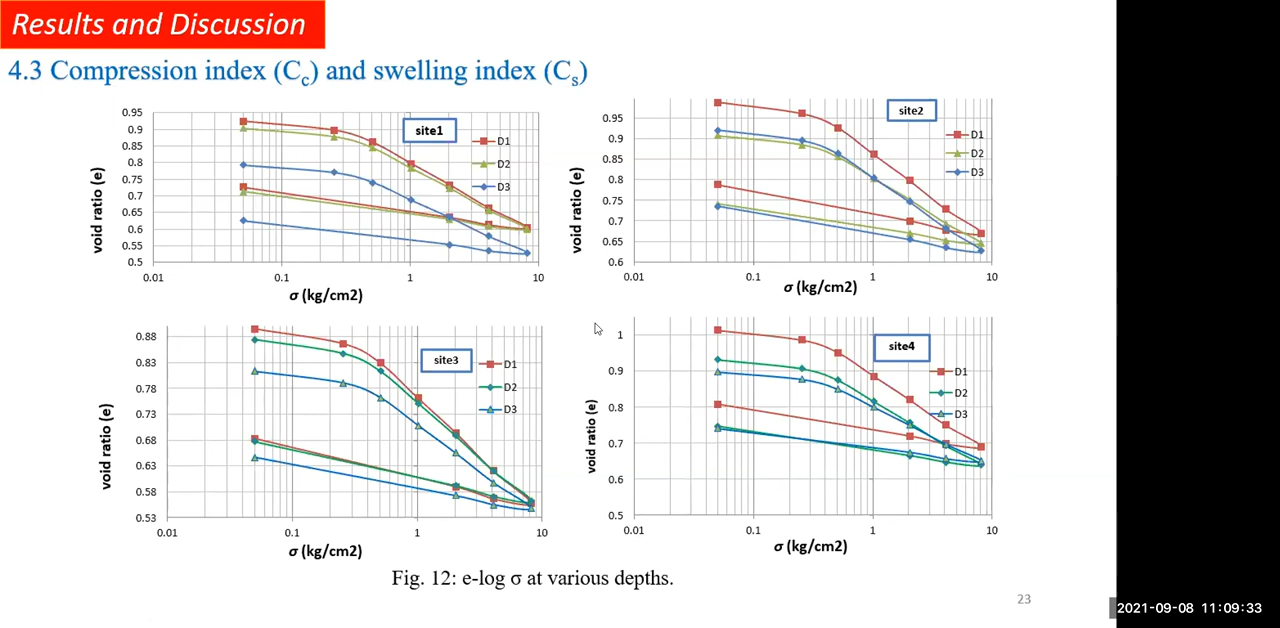 Results and Discussion
4.3 Compression index (Cc) and swelling index (Cs)
0.95
0.9
0.85
0.8
0.75
0.7
0.65
0.6
0.55
0.5
void ratio (e)
site1
D1
D2
D3
0.01
0.1
1
10
σ (kg/cm2)
0.95
0.9
0.85
0.8
0.75
0.7
0.65
0.6
void ratio (e)
site2
D1
D2
D3
0.01
0.1
1
10
σ (kg/cm2)
0.88
0.83
0.78
0.73
0.68
0.63
0.58
0.53
void ratio (e)
site3
D1
D2
D3
0.01
0.1
1
10
σ (kg/cm2)
1
0.9
0.8
0.7
0.6
0.5
void ratio (e)
site4
D1
D2
D3
0.01
0.1
1
10
σ (kg/cm2)
Fig. 12: e-log σ at various depths.
23
2021-09-08 11:09:33